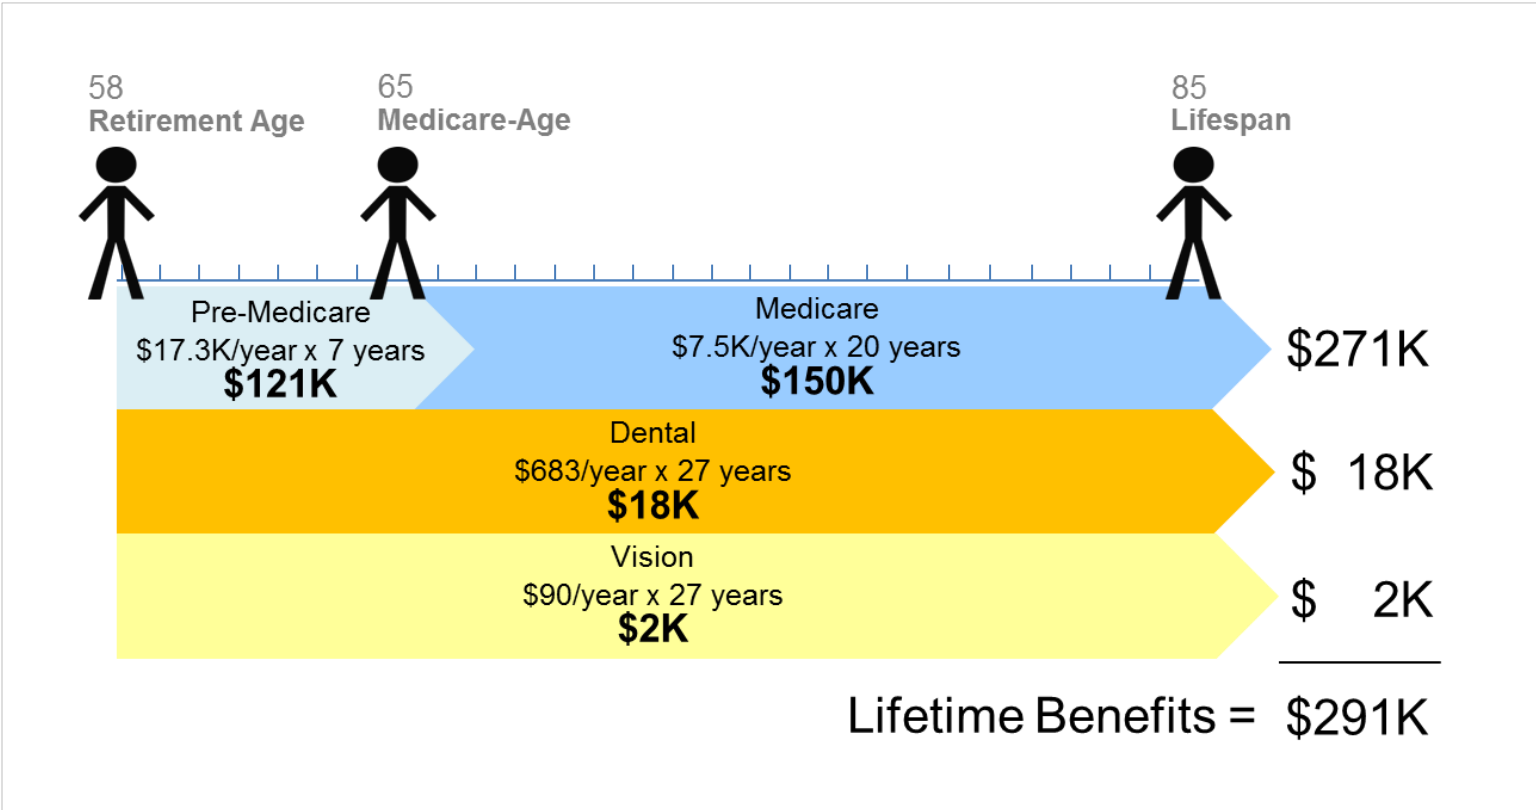 58
Retirement Age
65
Medicare-Age
85
Lifespan
Pre-Medicare
$17.3K/year x 7 years
$121K
Medicare
$7.5K/year x 20 years
$150K
$271K
Dental
$683/year x 27 years
$18K
$ 18K
Vision
$90/year x 27 years
$2K
$ 2K
Lifetime Benefits = $291K